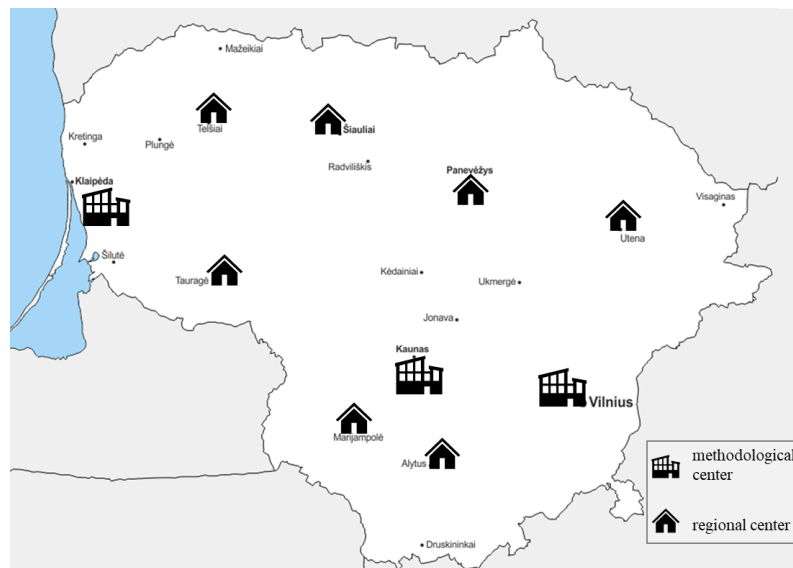 Mažeikiai
Telšiai
Šiauliai
Kretinga
Plungė
Radviliškis
Panevėžys
Klaipėda
Visaginas
Utena
Šilutė
Tauragė
Kėdainiai
Ukmergė
Jonava
Kaunas
Vilnius
Marijampolė
Alytus
methodological
center
regional center
Druskininkai